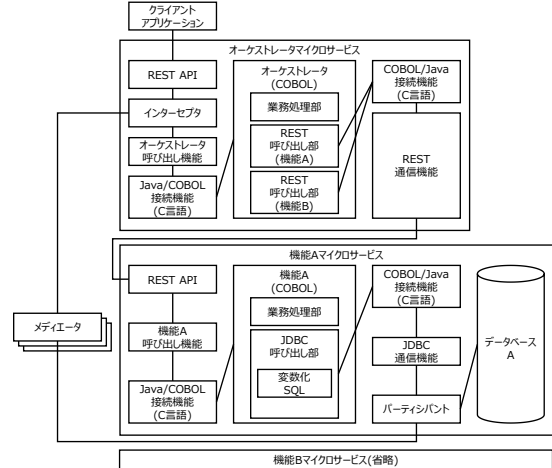 クライアント
アプリケーション
オーケストレータマイクロサービス
REST API
インターセプタ
オーケストレータ
呼び出し機能
Java/COBOL
接続機能
(C言語)
オーケストレータ
(COBOL)
業務処理部
REST
呼び出し部
(機能A)
REST
呼び出し部
(機能B)
COBOL/Java
接続機能
(C言語)
REST
通信機能
メディエータ
機能Aマイクロサービス
REST API
機能A
呼び出し機能
Java/COBOL
接続機能
(C言語)
機能A
(COBOL)
業務処理部
JDBC
呼び出し部
変数化
SQL
COBOL/Java
接続機能
(C言語)
JDBC
通信機能
パーティシパント
データベース
A
機能Bマイクロサービス(省略)